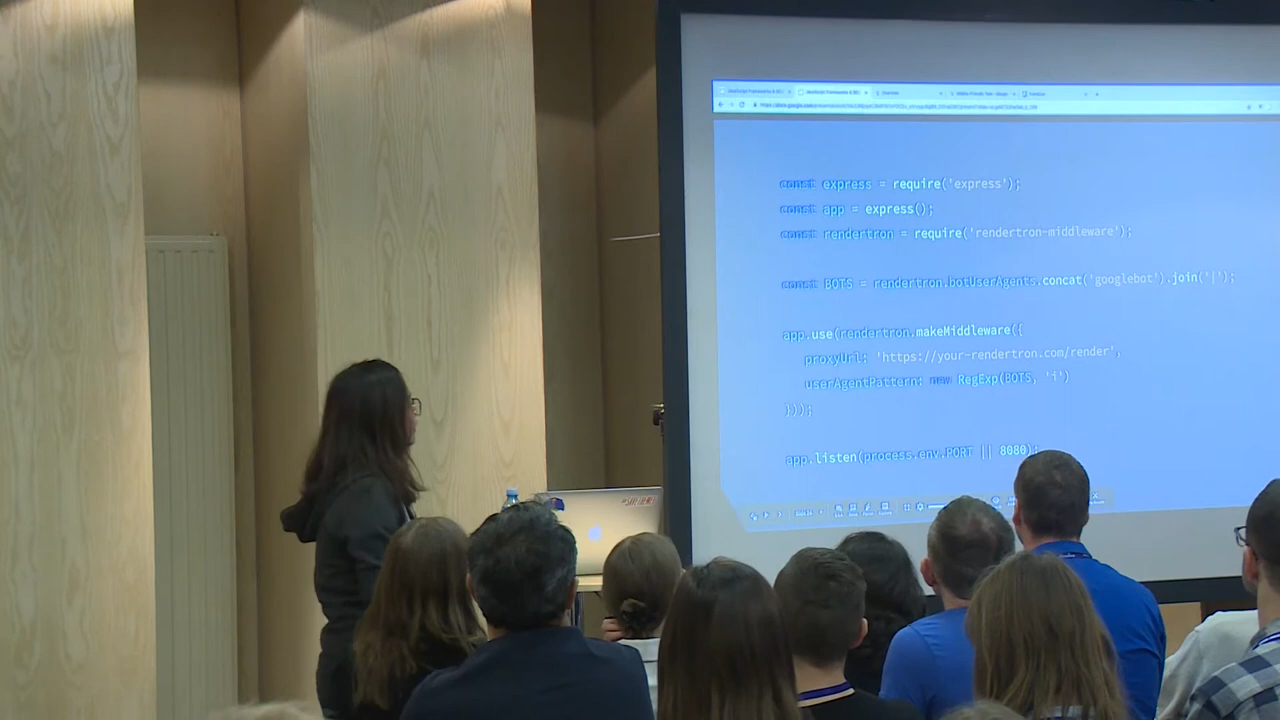 const express = require('express');
const app = express();
const rendertron = require('rendertron-middleware');
const BOTS = rendertron.botUserAgents.concat('googlebot').join('|');
app.use(rendertron.makeMiddleware({
proxyUrl: 'https://your-rendertron.com/render',
userAgentPattern: new RegExp(BOTS, 'i')
}));
app.listen(process.env.PORT || 8080);